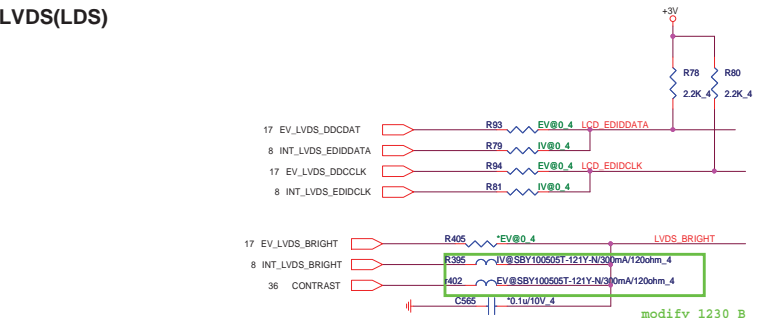 LVDS(LDS)
+3V
R78 R80
2.2K_4 2.2K_4
17 EV_LVDS_DDCDAT R93 EV@0_4 LCD_EDIDDATA
8 INT_LVDS_EDIDDATA R79 IV@0_4
17 EV_LVDS_DDCCLK R94 EV@0_4 LCD_EDIDCLK
8 INT_LVDS_EDIDCLK R81 IV@0_4
17 EV_LVDS_BRIGHT R405 *EV@0_4 LVDS_BRIGHT
8 INT_LVDS_BRIGHT R395 IV@SBY100505T-121Y-N/300mA/120ohm_4
36 CONTRAST r402 EV@SBY100505T-121Y-N/300mA/120ohm_4
C565 *0.1u/10V_4
modify 1230 B